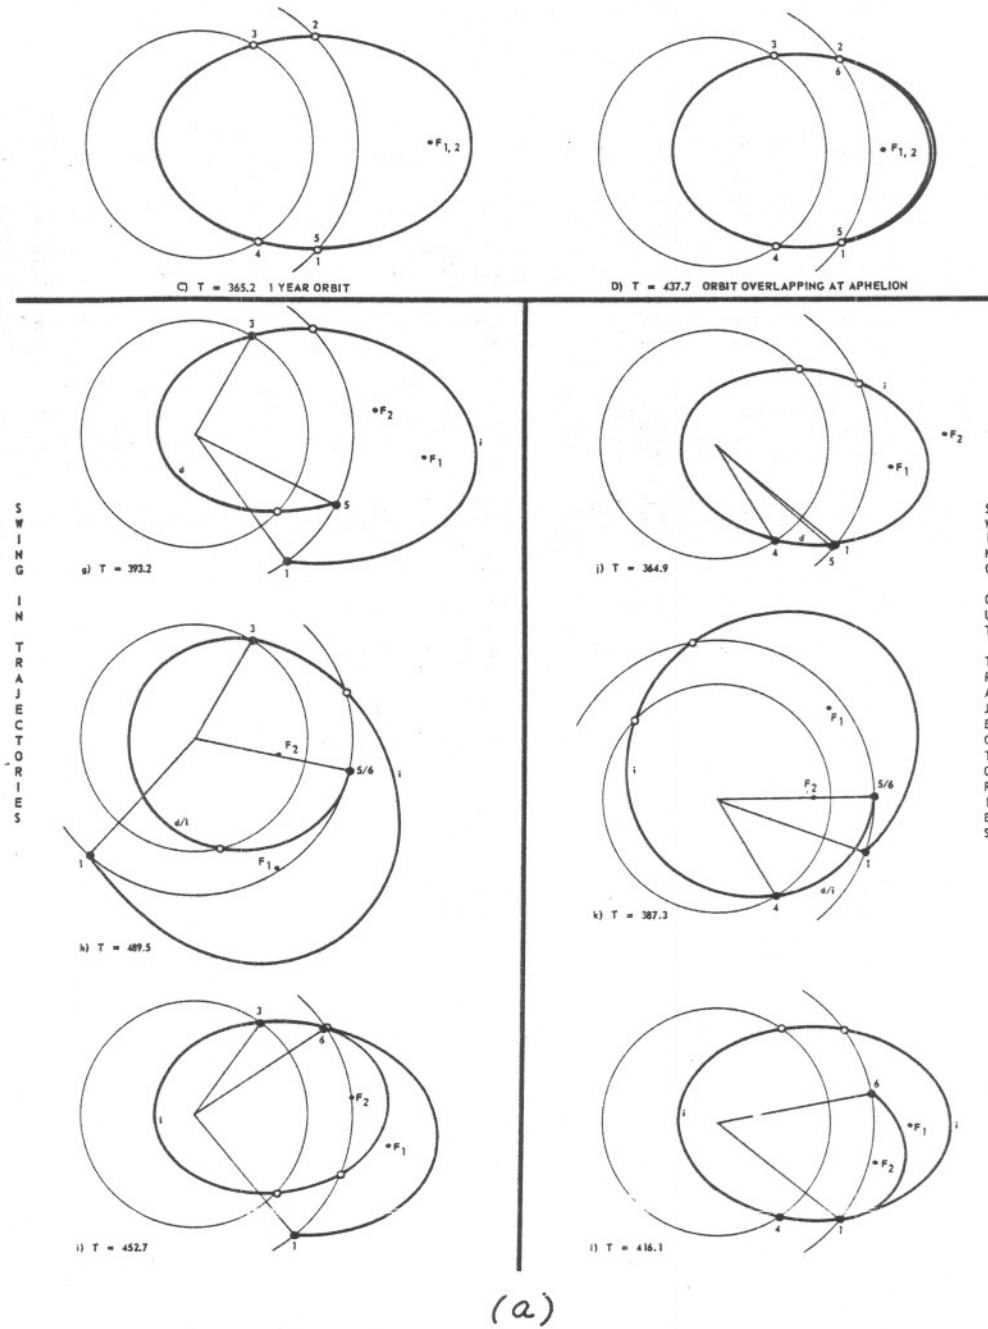 3
2
F1, 2
4
5
1
C) T = 365.2 1 YEAR ORBIT
3
2
6
F1, 2
4
5
1
D) T = 437.7 ORBIT OVERLAPPING AT APHELION
SWING IN TRAJECTORIES
3
F2
F1
i
d
5
1
g) T = 393.2
i
F2
F1
4
d
1
5
j) T = 364.9
3
F2
5/6
i
d/i
1
F1
h) T = 489.5
F1
i
F2
5/6
1
d/i
4
k) T = 387.3
3
6
F2
i
F1
1
i) T = 452.7
6
F1
i
i
F2
4
1
l) T = 416.1
(a)